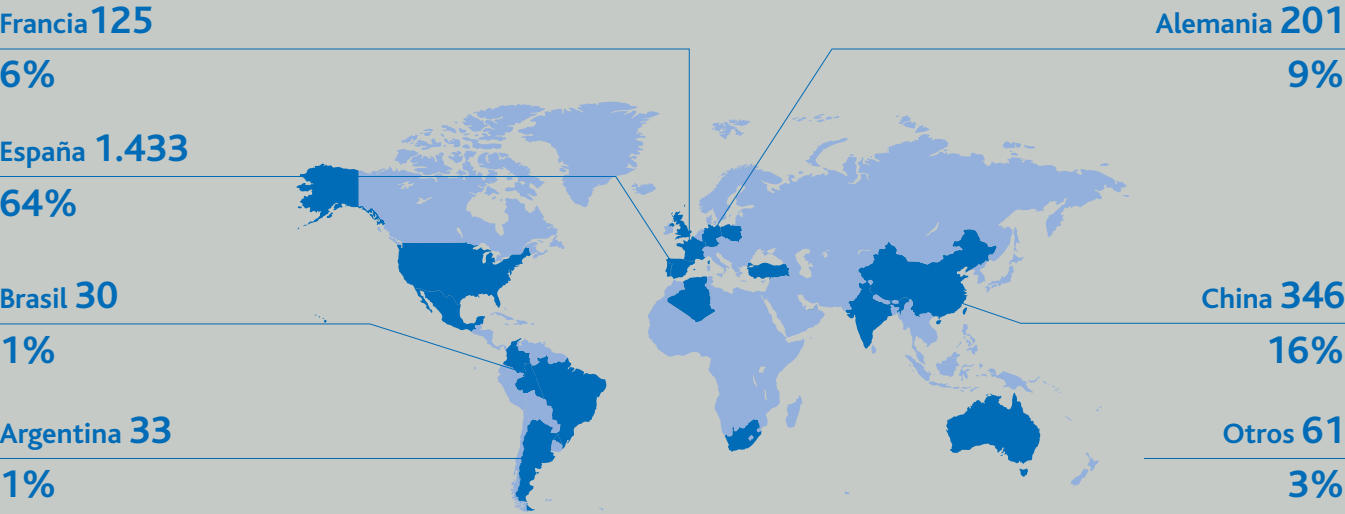 Francia 125
6%
España 1.433
64%
Brasil 30
1%
Argentina 33
1%
Alemania 201
9%
China 346
16%
Otros 61
3%